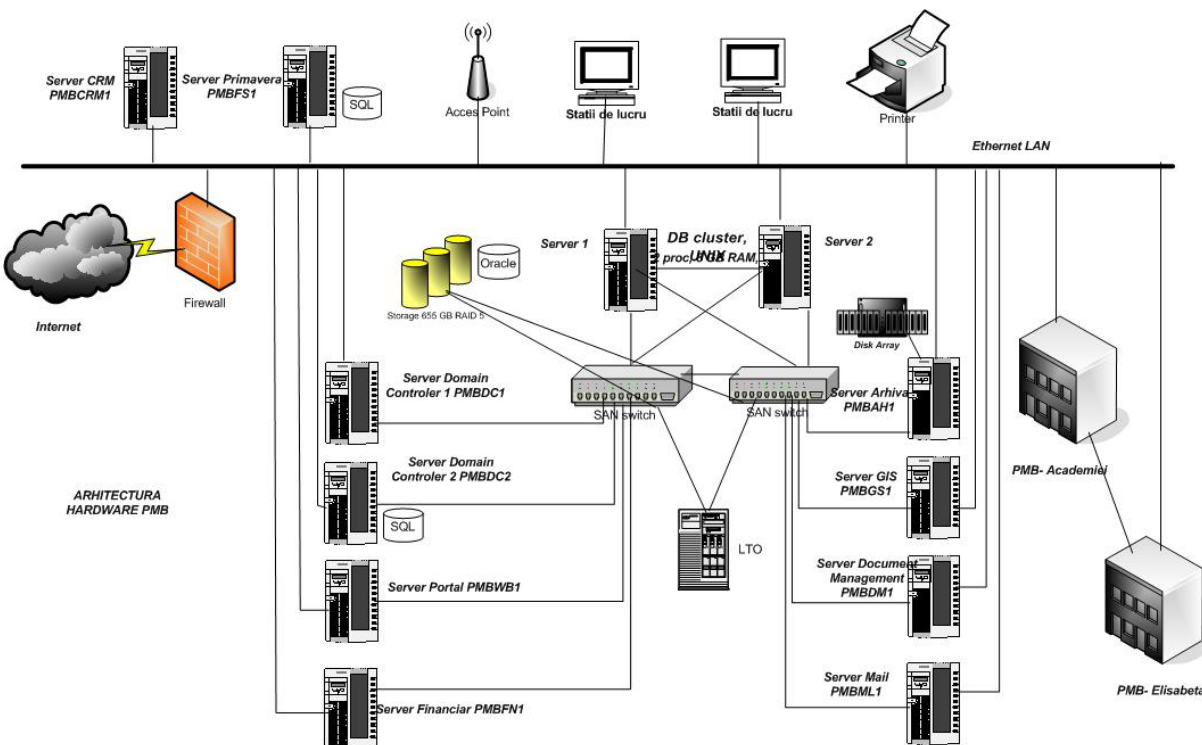 Server CRM
PMBCRM1
Server Primavera
PMBFS1
SQL
Acces Point
Statii de lucru
Statii de lucru
Printer
Ethernet LAN
Internet
Firewall
Storage 655 GB RAID 5
Oracle
Server 1
DB cluster,
UNIX
2 proc, GB RAM,
Server 2
Disk Array
Server Domain
Controler 1 PMBDC1
SAN switch
SAN switch
Server Arhiva
PMBAH1
Server Domain
Controler 2 PMBDC2
SQL
Server GIS
PMBGS1
PMB- Academiei
ARHITECTURA
HARDWARE PMB
LTO
Server Portal PMBWB1
Server Document
Management
PMBDM1
Server Financiar PMBFN1
Server Mail
PMBML1
PMB- Elisabeta